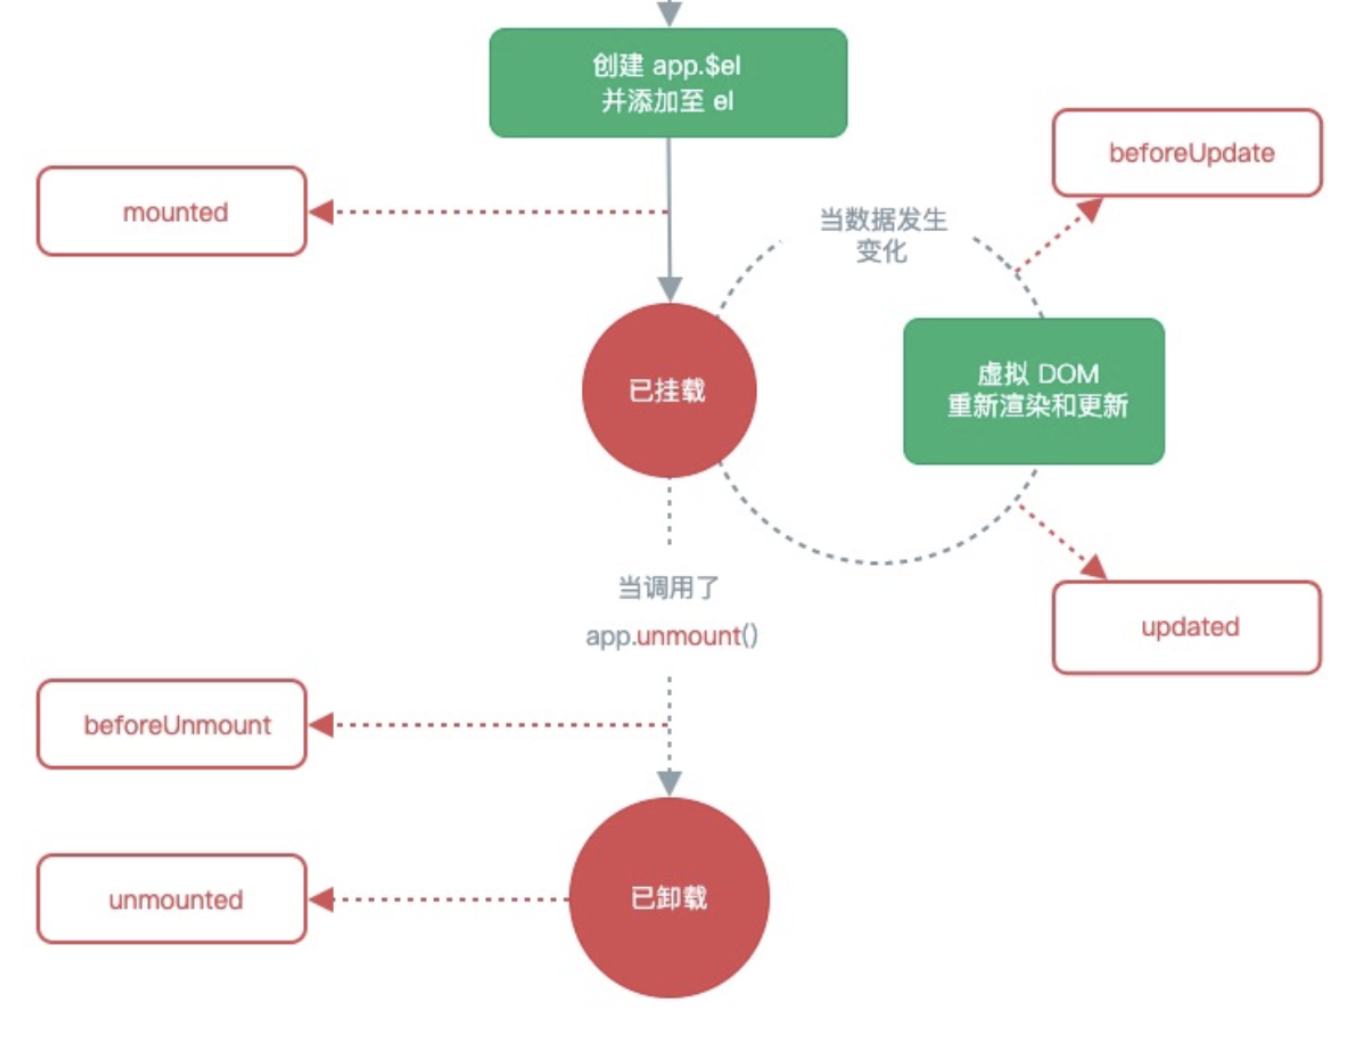 创建 app.$el
并添加至 el
beforeUpdate
mounted
当数据发生
变化
虚拟 DOM
重新渲染和更新
已挂载
当调用了
app.unmount()
updated
beforeUnmount
unmounted
已卸载